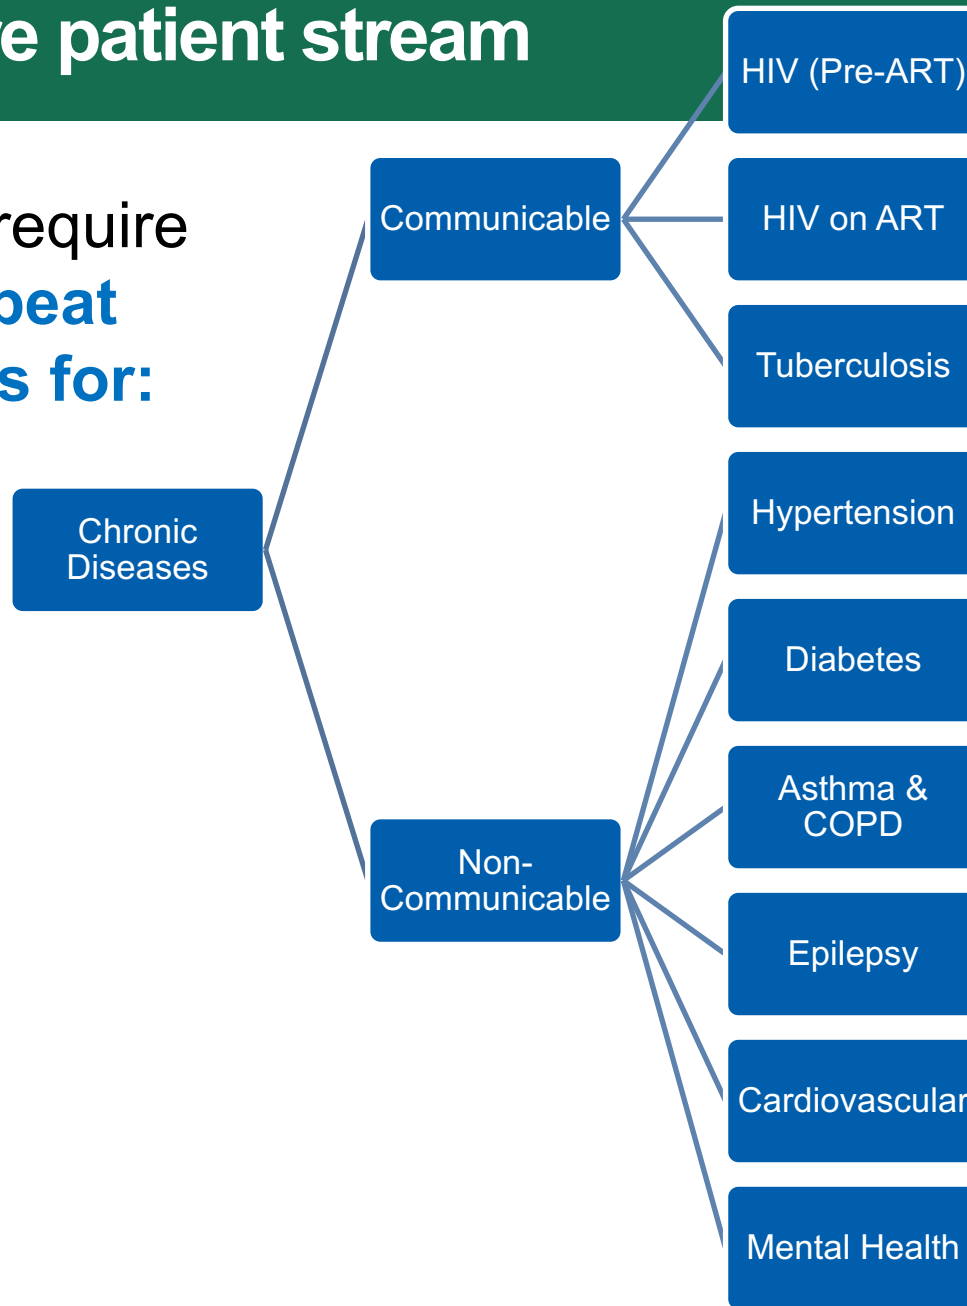 patient stream
require
s for:
Chronic
Diseases
Communicable
Non-
Communicable
HIV (Pre-ART)
HIV on ART
Tuberculosis
Hypertension
Diabetes
Asthma &
COPD
Epilepsy
Cardiovascular
Mental Health